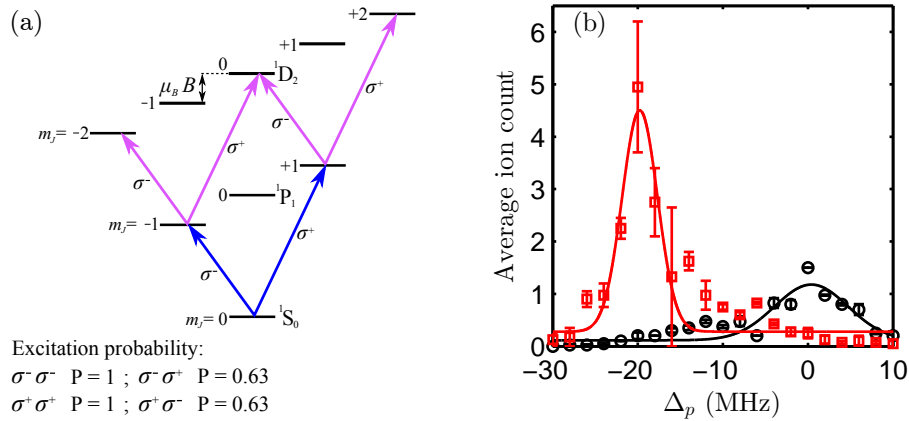 (a)
+2
+1
0
¹D₂
μ_B B
-1
σ⁺
m_J= -2
σ⁺
σ⁻
+1
σ⁻
0
¹P₁
m_J= -1
σ⁺
σ⁻
m_J= 0
¹S₀
Excitation probability:
σ⁻σ⁻ P = 1 ; σ⁻σ⁺ P = 0.63
σ⁺σ⁺ P = 1 ; σ⁺σ⁻ P = 0.63
(b)
Average ion count
6
5
4
3
2
1
0
-30 -20 -10 0 10
Δ_p (MHz)